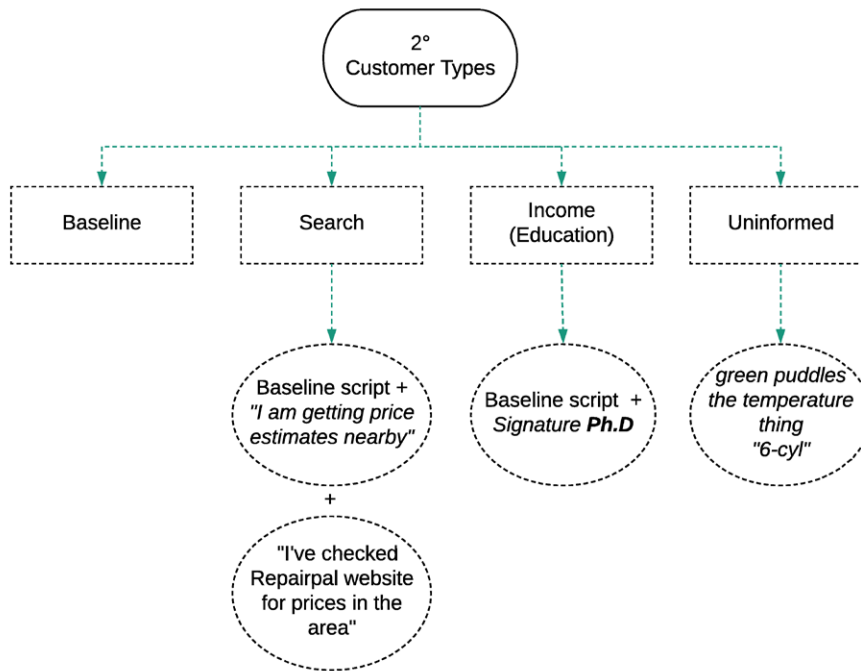 2°
Customer Types
Baseline
Search
Income
(Education)
Uninformed
Baseline script +
"I am getting price
estimates nearby"
+
"I've checked
Repairpal website
for prices in the
area"
Baseline script +
Signature Ph.D
green puddles
the temperature
thing
"6-cyl"